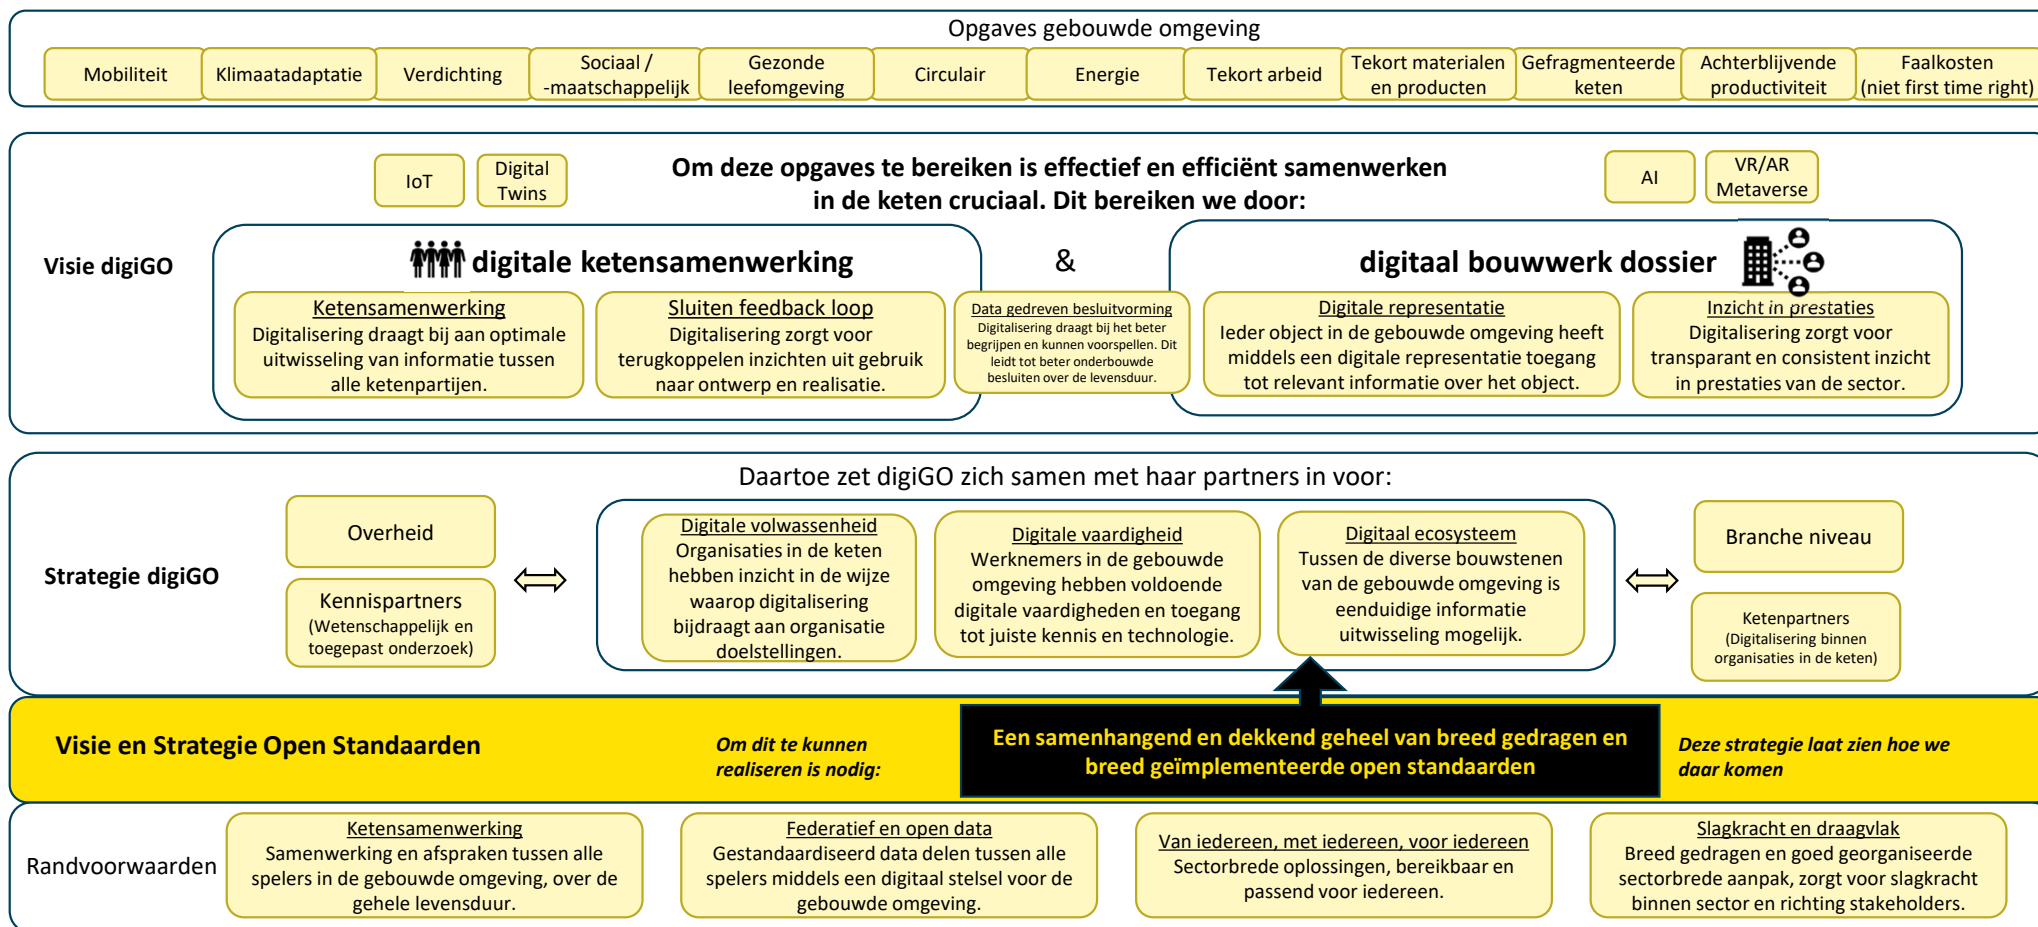 Opgaves gebouwde omgeving
Mobiliteit
Klimaatadaptatie
Verdichting
Sociaal /
-maatschappelijk
Gezonde
leefomgeving
Circulair
Energie
Tekort arbeid
Tekort materialen
en producten
Gefragmenteerde
keten
Achterblijvende
productiviteit
Faalkosten
(niet first time right)
Visie digiGO
IoT
Digital
Twins
Om deze opgaves te bereiken is effectief en efficiënt samenwerken
in de keten cruciaal. Dit bereiken we door:
AI
VR/AR
Metaverse
digitale ketensamenwerking
&
digitaal bouwwerk dossier
Ketensamenwerking
Digitalisering draagt bij aan optimale
uitwisseling van informatie tussen
alle ketenpartijen.
Sluiten feedback loop
Digitalisering zorgt voor
terugkoppelen inzichten uit gebruik
naar ontwerp en realisatie.
Data gedreven besluitvorming
Digitalisering draagt bij het beter
begrijpen en kunnen voorspellen. Dit
leidt tot beter onderbouwde
besluiten over de levensduur.
Digitale representatie
Ieder object in de gebouwde omgeving heeft
middels een digitale representatie toegang
tot relevant informatie over het object.
Inzicht in prestaties
Digitalisering zorgt voor
transparant en consistent inzicht
in prestaties van de sector.
Strategie digiGO
Daartoe zet digiGO zich samen met haar partners in voor:
Overheid
Kennispartners
(Wetenschappelijk en
toegepast onderzoek)
Digitale volwassenheid
Organisaties in de keten
hebben inzicht in de wijze
waarop digitalisering
bijdraagt aan organisatie
doelstellingen.
Digitale vaardigheid
Werknemers in de gebouwde
omgeving hebben voldoende
digitale vaardigheden en toegang
tot juiste kennis en technologie.
Digitaal ecosysteem
Tussen de diverse bouwstenen
van de gebouwde omgeving is
eenduidige informatie
uitwisseling mogelijk.
Branche niveau
Ketenpartners
(Digitalisering binnen
organisaties in de keten)
Visie en Strategie Open Standaarden
Om dit te kunnen
realiseren is nodig:
Een samenhangend en dekkend geheel van breed gedragen en
breed geïmplementeerde open standaarden
Deze strategie laat zien hoe we
daar komen
Randvoorwaarden
Ketensamenwerking
Samenwerking en afspraken tussen alle
spelers in de gebouwde omgeving, over de
gehele levensduur.
Federatief en open data
Gestandaardiseerd data delen tussen alle
spelers middels een digitaal stelsel voor de
gebouwde omgeving.
Van iedereen, met iedereen, voor iedereen
Sectorbrede oplossingen, bereikbaar en
passend voor iedereen.
Slagkracht en draagvlak
Breed gedragen en goed georganiseerde
sectorbrede aanpak, zorgt voor slagkracht
binnen sector en richting stakeholders.